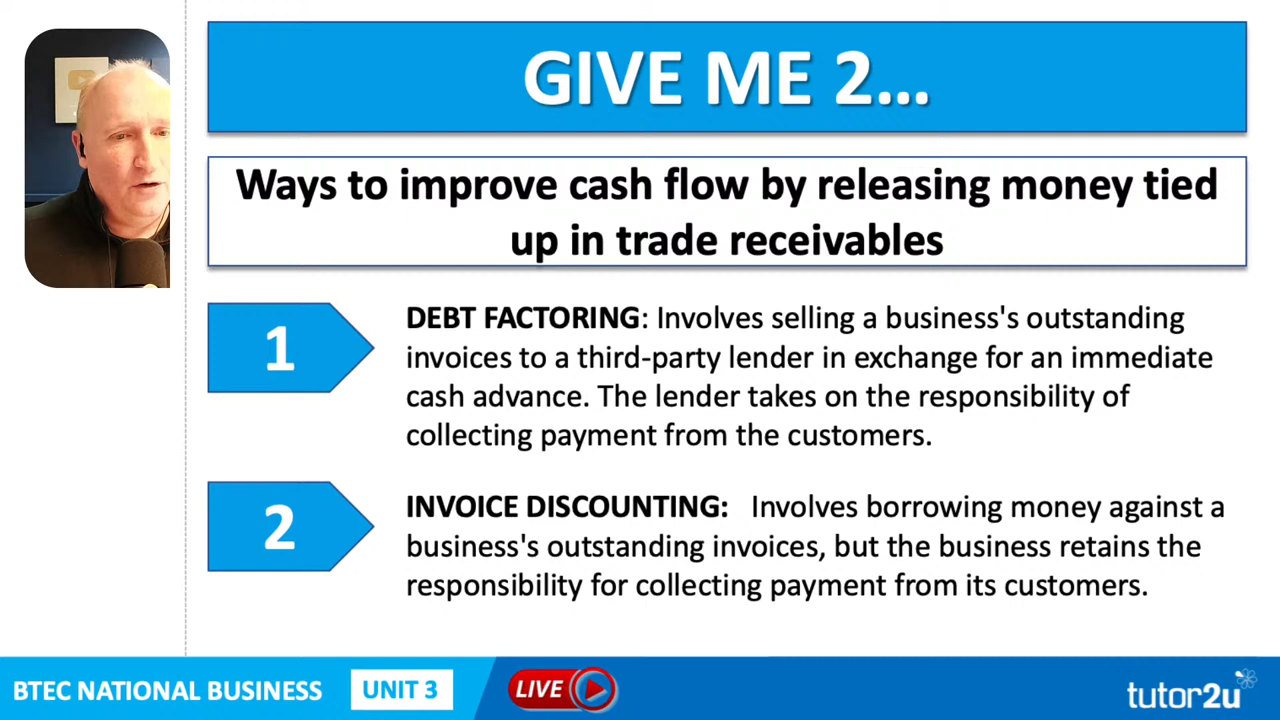 GIVE ME 2...
Ways to improve cash flow by releasing money tied
up in trade receivables
1
DEBT FACTORING: Involves selling a business's outstanding
invoices to a third-party lender in exchange for an immediate
cash advance. The lender takes on the responsibility of
collecting payment from the customers.
2
INVOICE DISCOUNTING: Involves borrowing money against a
business's outstanding invoices, but the business retains the
responsibility for collecting payment from its customers.
BTEC NATIONAL BUSINESS
UNIT 3
LIVE
tutor2u